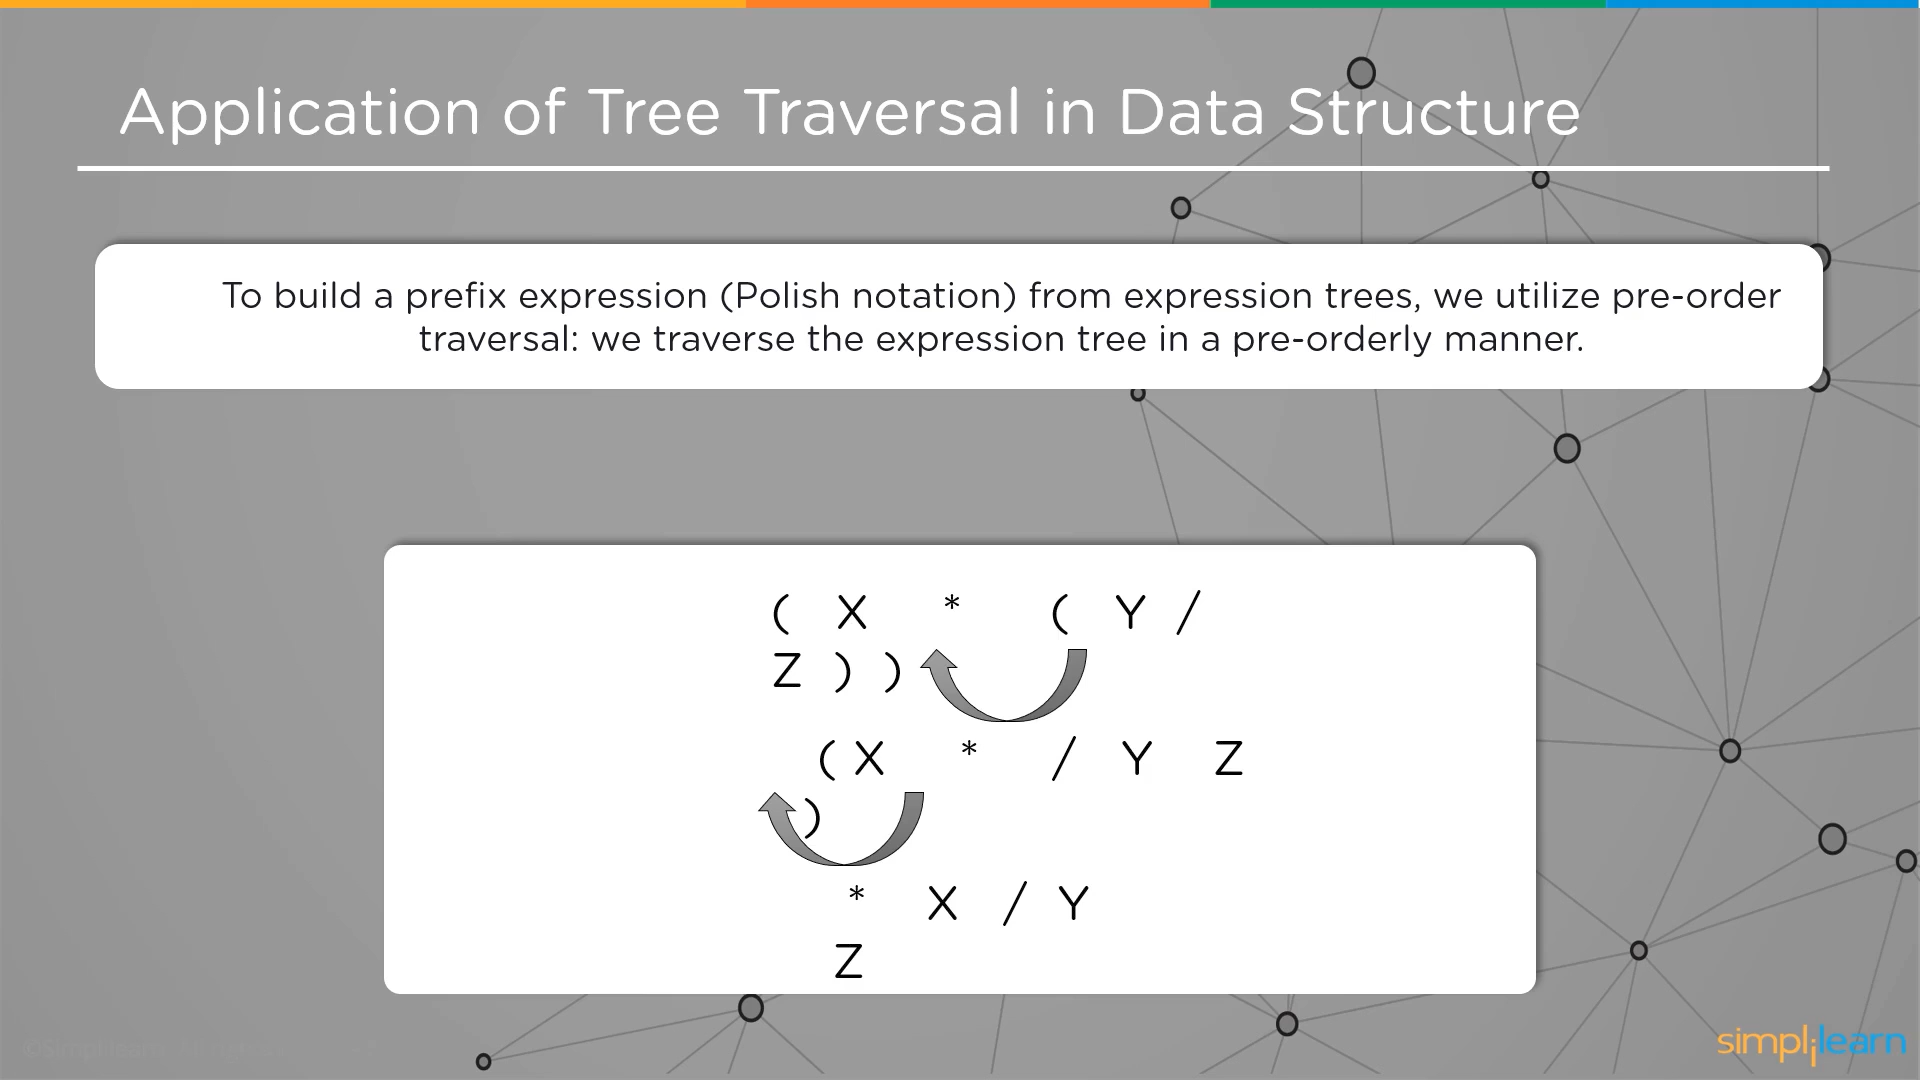 Application of Tree Traversal in Data Structure
To build a prefix expression (Polish notation) from expression trees, we utilize pre-order
traversal: we traverse the expression tree in a pre-orderly manner.
( X * ( Y /
Z ) )
( X * / Y Z
)
* X / Y
Z
simplilearn